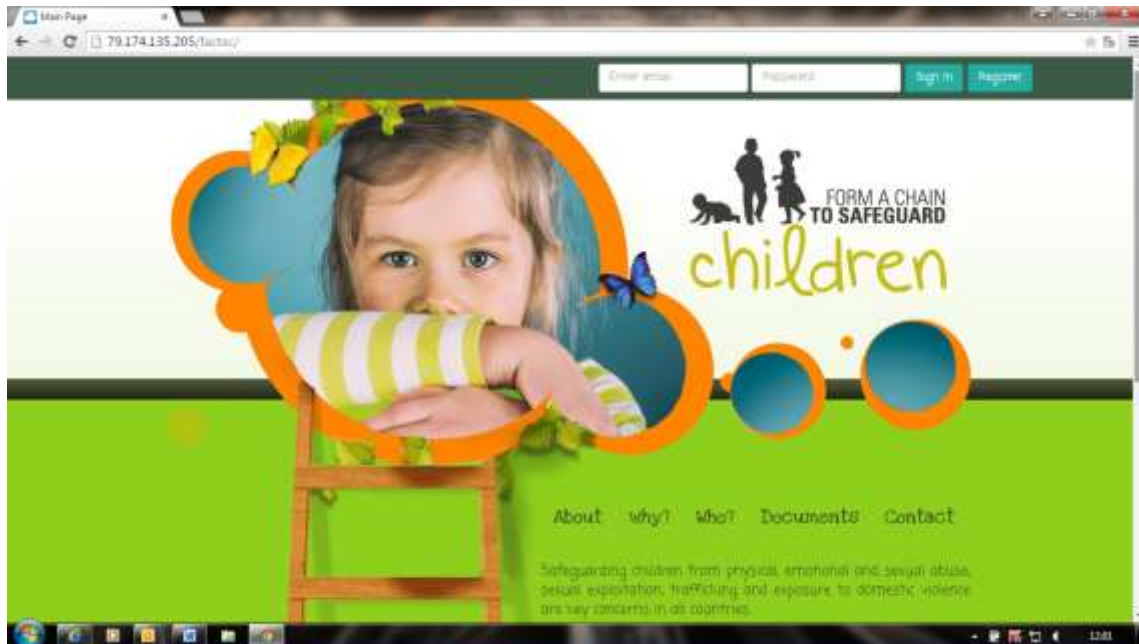 Main Page
79.174.135.205/factsc/
Enter email
Password
Sign In
Register
FORM A CHAIN
TO SAFEGUARD
children
About Why? Who? Documents Contact
Safeguarding children from physical, emotional and sexual abuse,
sexual exploitation, trafficking and exposure to domestic violence
are key concerns in all countries.
12:01